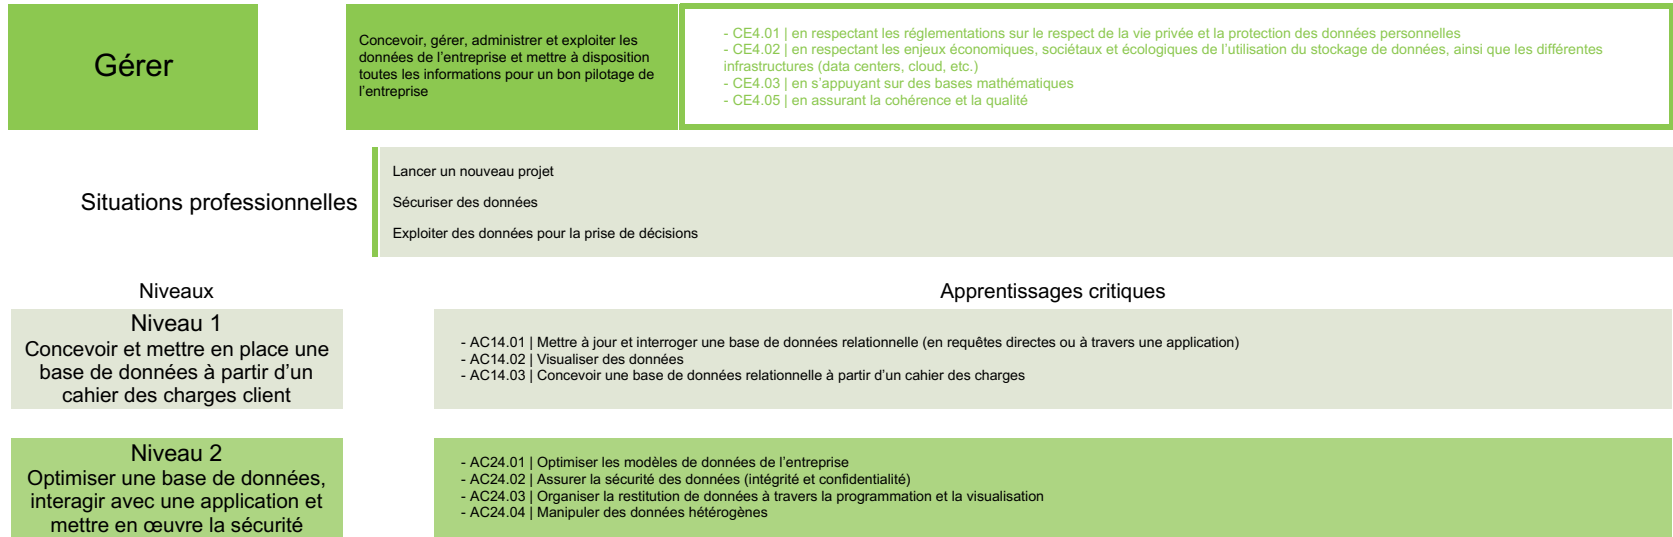 Gérer
Concevoir, gérer, administrer et exploiter les
données de l'entreprise et mettre à disposition
toutes les informations pour un bon pilotage de
l'entreprise
- CE4.01 | en respectant les réglementations sur le respect de la vie privée et la protection des données personnelles
- CE4.02 | en respectant les enjeux économiques, sociétaux et écologiques de l'utilisation du stockage de données, ainsi que les différentes
infrastructures (data centers, cloud, etc.)
- CE4.03 | en s'appuyant sur des bases mathématiques
- CE4.05 | en assurant la cohérence et la qualité
Situations professionnelles
Lancer un nouveau projet
Sécuriser des données
Exploiter des données pour la prise de décisions
Niveaux
Apprentissages critiques
Niveau 1
Concevoir et mettre en place une
base de données à partir d'un
cahier des charges client
- AC14.01 | Mettre à jour et interroger une base de données relationnelle (en requêtes directes ou à travers une application)
- AC14.02 | Visualiser des données
- AC14.03 | Concevoir une base de données relationnelle à partir d'un cahier des charges
Niveau 2
Optimiser une base de données,
interagir avec une application et
mettre en œuvre la sécurité
- AC24.01 | Optimiser les modèles de données de l'entreprise
- AC24.02 | Assurer la sécurité des données (intégrité et confidentialité)
- AC24.03 | Organiser la restitution de données à travers la programmation et la visualisation
- AC24.04 | Manipuler des données hétérogènes